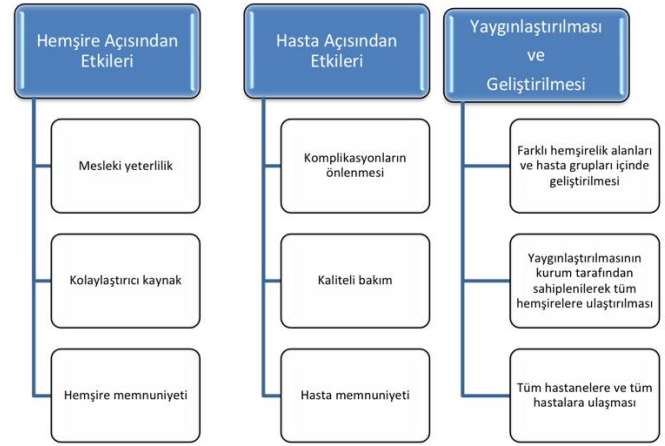 Hemşire Açısından
Etkileri
Mesleki yeterlilik
Kolaylaştırıcı kaynak
Hemşire memnuniyeti
Hasta Açısından
Etkileri
Komplikasyonların
önlenmesi
Kaliteli bakım
Hasta memnuniyeti
Yaygınlaştırılması
ve
Geliştirilmesi
Farklı hemşirelik alanları
ve hasta grupları içinde
geliştirilmesi
Yaygınlaştırılmasının
kurum tarafından
sahiplenilerek tüm
hemşirelere ulaştırılması
Tüm hastanelere ve tüm
hastalara ulaşması